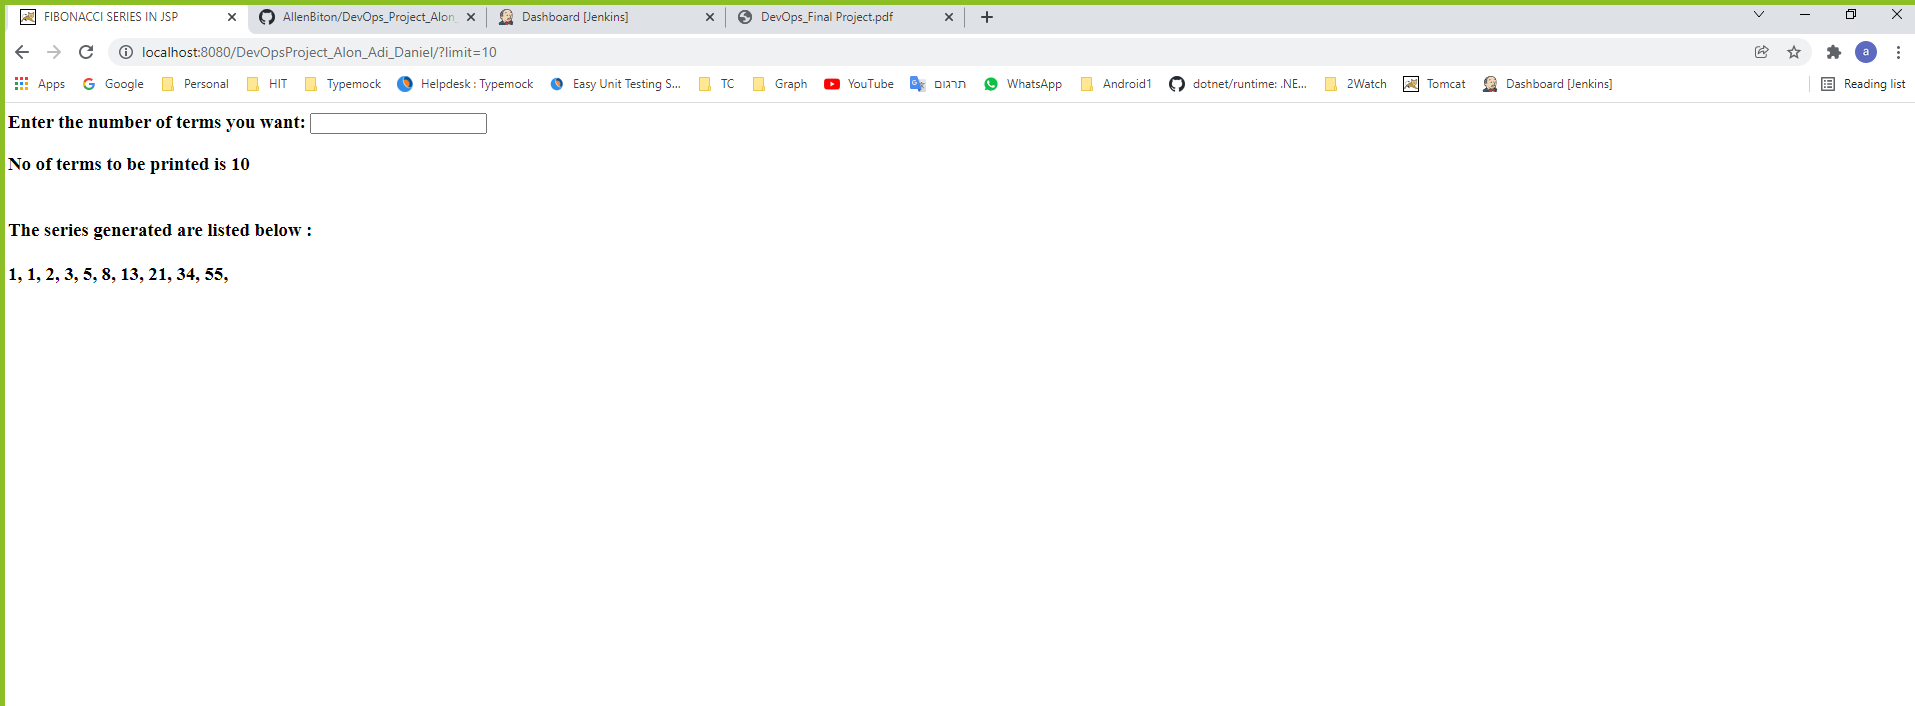 FIBONACCI SERIES IN JSP AllenBiton/DevOps_Project_Alon_ Dashboard [Jenkins] DevOps_Final Project.pdf
localhost:8080/DevOpsProject_Alon_Adi_Daniel/?limit=10 a
Apps Google Personal HIT Typemock Helpdesk : Typemock Easy Unit Testing S... TC Graph YouTube תרגום WhatsApp Android1 dotnet/runtime: .NE... 2Watch Tomcat Dashboard [Jenkins] Reading list
Enter the number of terms you want:
No of terms to be printed is 10
The series generated are listed below :
1, 1, 2, 3, 5, 8, 13, 21, 34, 55,